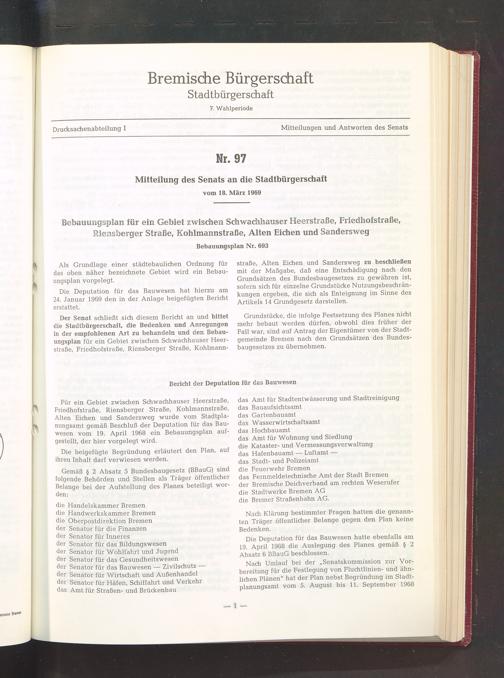 Bremische Bürgerschaft
Stadtbürgerschaft
7. Wahlperiode
Drucksachenabteilung I
Mitteilungen und Antworten des Senats
Nr. 97
Mitteilung des Senats an die Stadtbürgerschaft
vom 18. März 1969
Bebauungsplan für ein Gebiet zwischen Schwachhauser Heerstraße, Friedhofstraße,
Riensberger Straße, Kohlmannstraße, Alten Eichen und Sandersweg
Bebauungsplan Nr. 693
Als Grundlage einer städtebaulichen Ordnung für
das oben näher bezeichnete Gebiet wird ein Bebau-
ungsplan vorgelegt.
Die Deputation für das Bauwesen hat hierzu am
24. Januar 1969 den in der Anlage beigefügten Bericht
erstattet.
Der Senat schließt sich diesem Bericht an und bittet
die Stadtbürgerschaft, die Bedenken und Anregungen
in der empfohlenen Art zu behandeln und den Bebau-
ungsplan für ein Gebiet zwischen Schwachhauser Heer-
straße, Friedhofstraße, Riensberger Straße, Kohlmann-
straße, Alten Eichen und Sandersweg zu beschließen
mit der Maßgabe, daß eine Entschädigung nach den
Grundsätzen des Bundesbaugesetzes zu gewähren ist,
sofern sich für einzelne Grundstücke Nutzungsbeschrän-
kungen ergeben, die sich als Enteignung im Sinne des
Artikels 14 Grundgesetz darstellen.
Grundstücke, die infolge Festsetzung des Planes nicht
mehr bebaut werden dürfen, obwohl dies früher der
Fall war, sind auf Antrag der Eigentümer von der Stadt-
gemeinde Bremen nach den Grundsätzen des Bundes-
baugesetzes zu übernehmen.
Bericht der Deputation für das Bauwesen
Für ein Gebiet zwischen Schwachhauser Heerstraße,
Friedhofstraße, Riensberger Straße, Kohlmannstraße,
Alten Eichen und Sandersweg wurde vom Stadtpla-
nungsamt gemäß Beschluß der Deputation für das Bau-
wesen vom 19. April 1968 ein Bebauungsplan auf-
gestellt, der hier vorgelegt wird.
Die beigefügte Begründung erläutert den Plan, auf
ihren Inhalt darf verwiesen werden.
Gemäß § 2 Absatz 5 Bundesbaugesetz (BBauG) sind
folgende Behörden und Stellen als Träger öffentlicher
Belange bei der Aufstellung des Planes beteiligt wor-
den:
die Handelskammer Bremen
die Handwerkskammer Bremen
die Oberpostdirektion Bremen
der Senator für die Finanzen
der Senator für Inneres
der Senator für das Bildungswesen
der Senator für Wohlfahrt und Jugend
der Senator für das Gesundheitswesen
der Senator für das Bauwesen — Zivilschutz —
der Senator für Wirtschaft und Außenhandel
der Senator für Häfen, Schiffahrt und Verkehr
das Amt für Straßen- und Brückenbau
das Amt für Stadtentwässerung und Stadtreinigung
das Bauaufsichtsamt
das Gartenbauamt
das Wasserwirtschaftsamt
das Hochbauamt
das Amt für Wohnung und Siedlung
die Kataster- und Vermessungsverwaltung
das Hafenbauamt — Luftamt —
das Stadt- und Polizeiamt
die Feuerwehr Bremen
das Fernmeldetechnische Amt der Stadt Bremen
der Bremische Deichverband am rechten Weserufer
die Stadtwerke Bremen AG
die Bremer Straßenbahn AG.
Nach Klärung bestimmter Fragen hatten die genann-
ten Träger öffentlicher Belange gegen den Plan keine
Bedenken.
Die Deputation für das Bauwesen hatte ebenfalls am
19. April 1968 die Auslegung des Planes gemäß § 2
Absatz 6 BBauG beschlossen.
Nach Umlauf bei der „Senatskommission zur Vor-
bereitung für die Festlegung von Fluchtlinien- und ähn-
lichen Plänen" hat der Plan nebst Begründung im Stadt-
planungsamt vom 5. August bis 11. September 1968
— 1 —